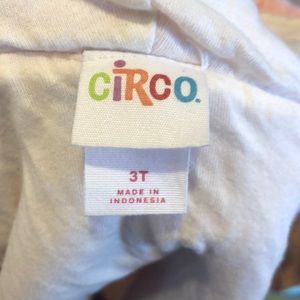 CiRCO.
3T
MADE IN
INDONESIA